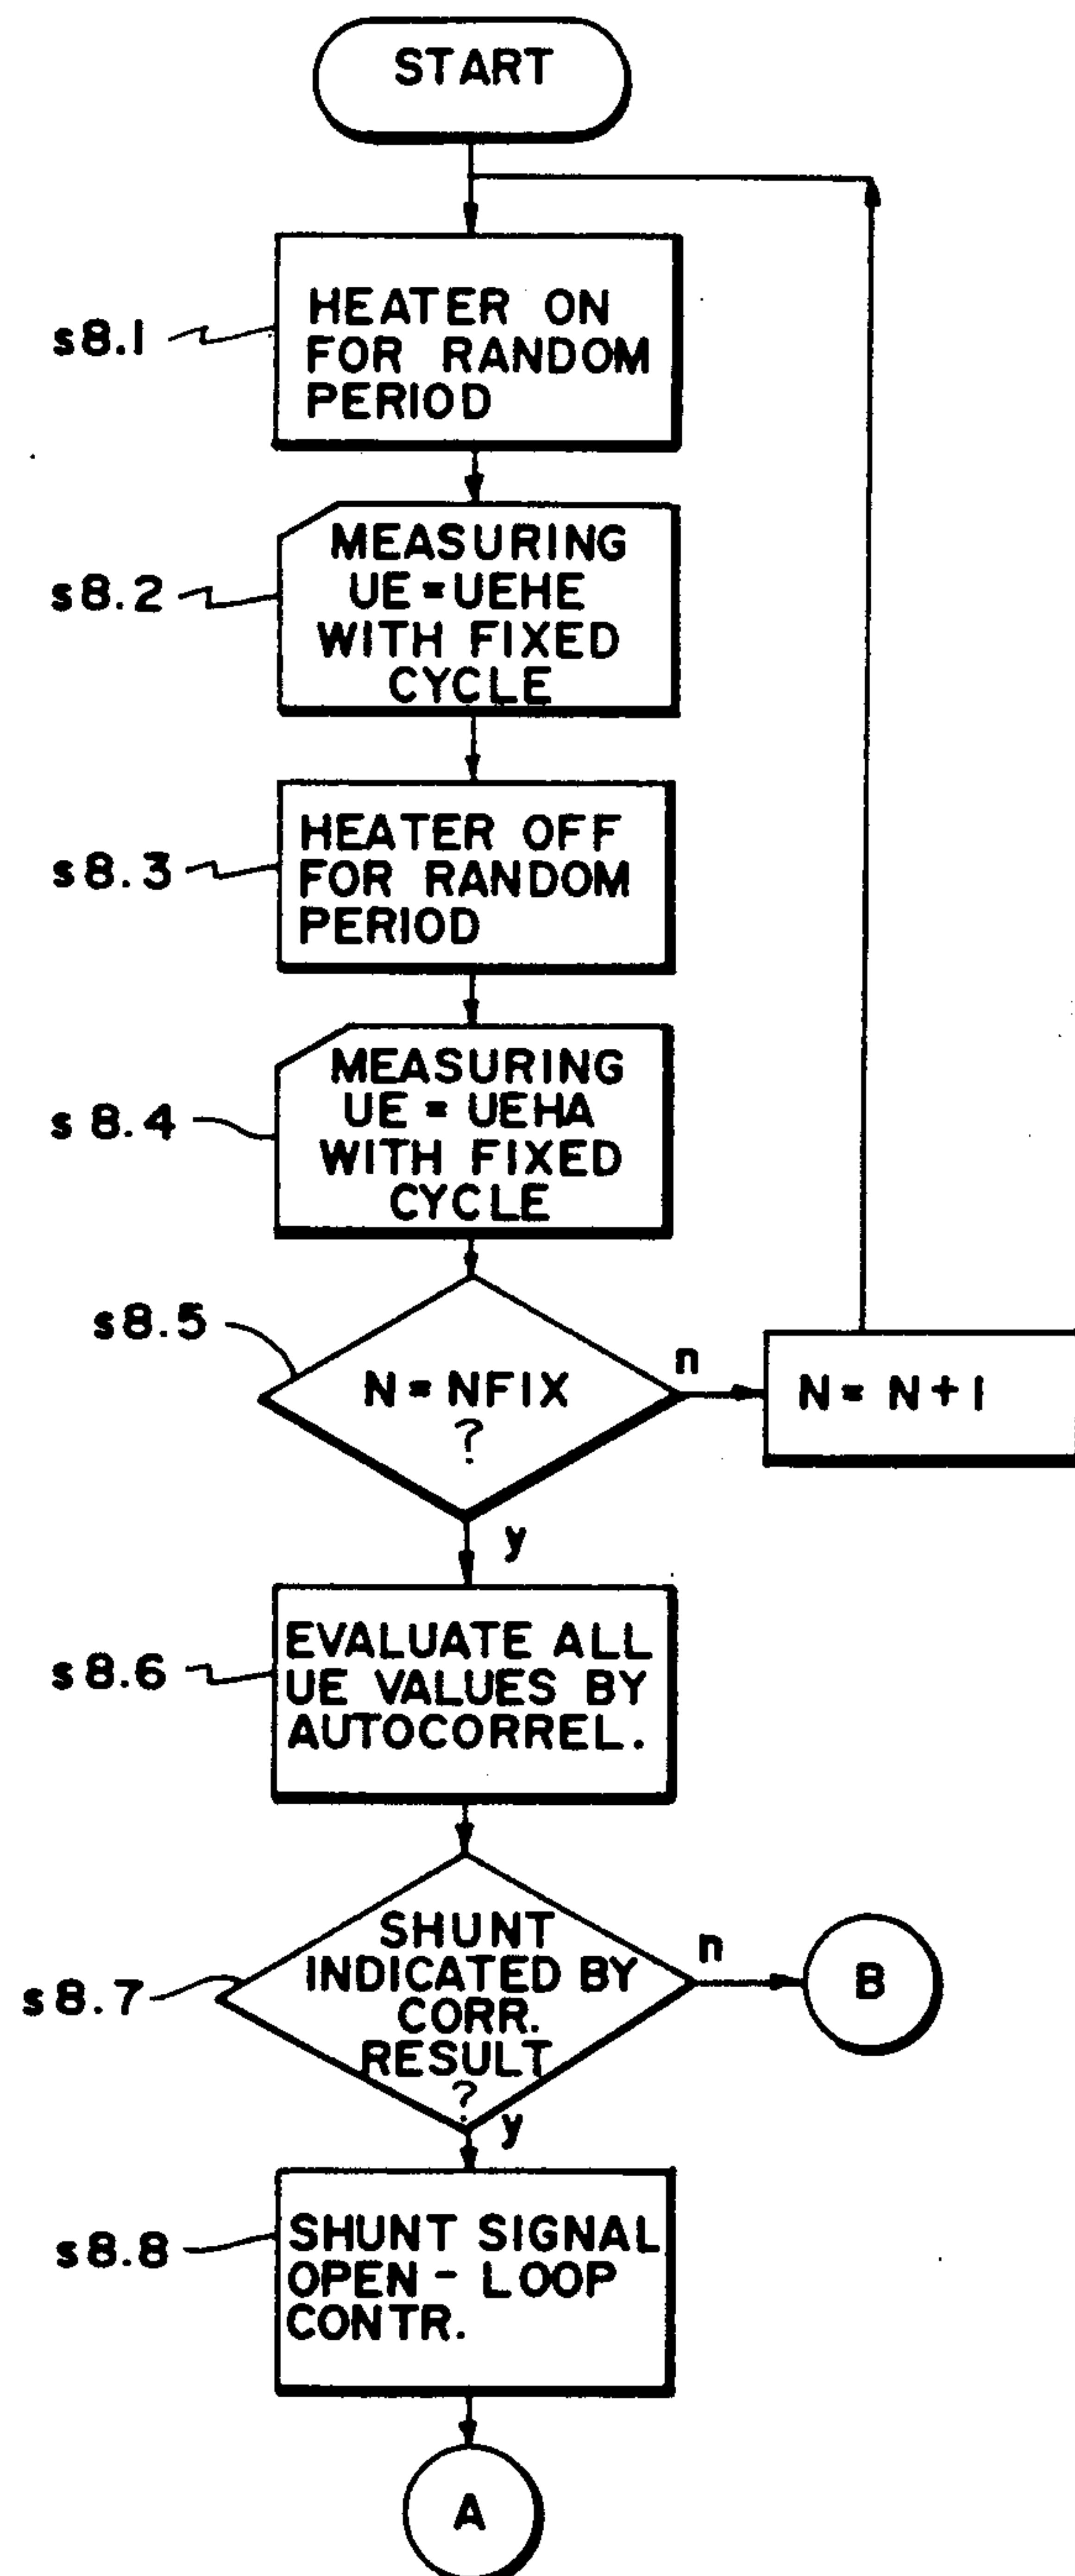 START
s8.1
HEATER ON
FOR RANDOM
PERIOD
s8.2
MEASURING
UE = UEHE
WITH FIXED
CYCLE
s8.3
HEATER OFF
FOR RANDOM
PERIOD
s8.4
MEASURING
UE = UEHA
WITH FIXED
CYCLE
s8.5
N = NFIX
?
n
N = N + 1
y
s8.6
EVALUATE ALL
UE VALUES BY
AUTOCORREL.
s8.7
SHUNT
INDICATED BY
CORR.
RESULT
?
n
B
y
s8.8
SHUNT SIGNAL
OPEN - LOOP
CONTR.
A